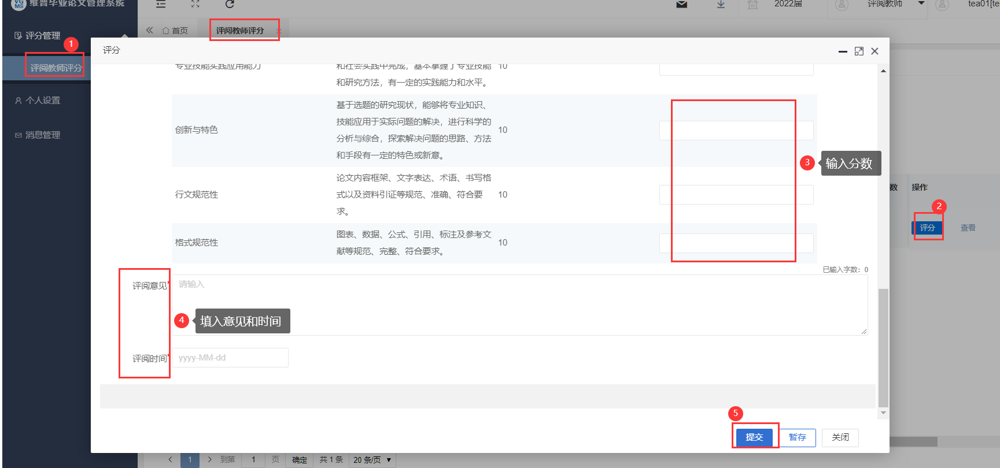 维普毕业论文管理系统
VG
MS
2022届
评阅教师
tea01[te
评分管理
1
首页
评阅教师评分
评阅教师评分
个人设置
消息管理
评分
专业技能实践应用能力
和社会实践中完成，基本掌握了专业技能
和研究方法，有一定的实践能力和水平。
10
创新与特色
基于选题的研究现状，能够将专业知识、
技能应用于实际问题的解决，进行科学的
分析与综合，探索解决问题的思路、方法
和手段有一定的特色或新意。
10
3
输入分数
行文规范性
论文内容框架、文字表达、术语、书写格
式以及资料引证等规范、准确、符合要
求。
10
数
操作
2
评分
查看
格式规范性
图表、数据、公式、引用、标注及参考文
献等规范、完整、符合要求。
10
已输入字数：0
评阅意见*
请输入
4
填入意见和时间
评阅时间*
yyyy-MM-dd
5
提交
暂存
关闭
1
到第
1
页
确定
共 1 条
20 条/页